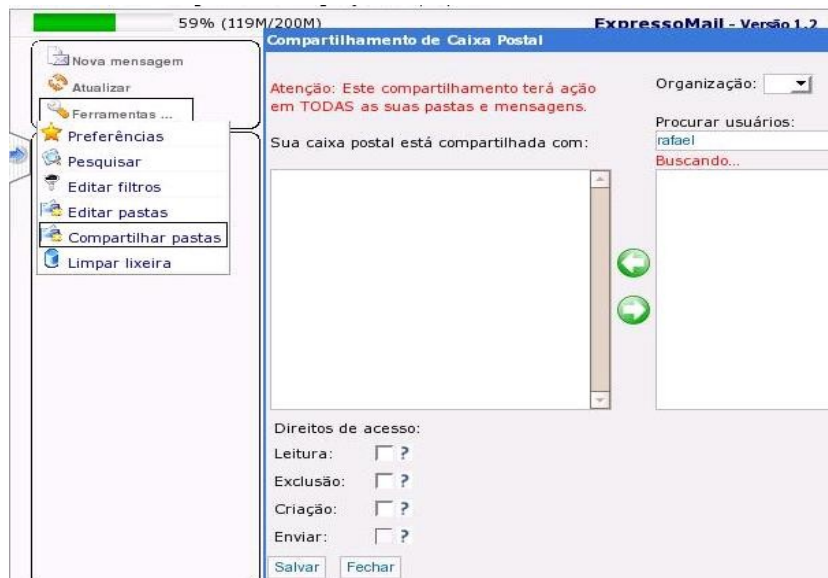 59% (119M/200M)
ExpressoMail - Versão 1.2
Nova mensagem
Atualizar
Ferramentas ...
Preferências
Pesquisar
Editar filtros
Editar pastas
Compartilhar pastas
Limpar lixeira
Compartilhamento de Caixa Postal
Atenção: Este compartilhamento terá ação
em TODAS as suas pastas e mensagens.
Sua caixa postal está compartilhada com:
Organização:
Procurar usuários:
rafael
Buscando...
Direitos de acesso:
Leitura: ?
Exclusão: ?
Criação: ?
Enviar: ?
Salvar Fechar